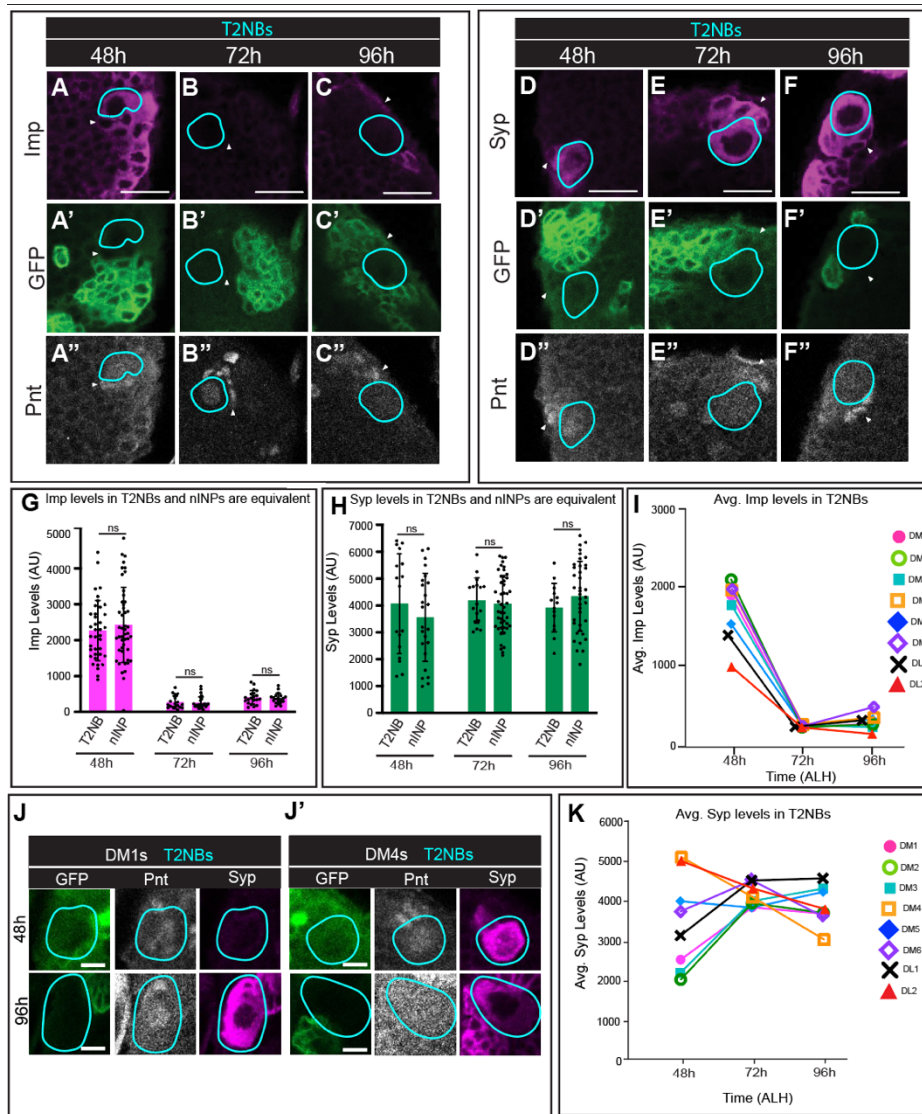 T2NBs
48h 72h 96h
A B C
Imp
A' B' C'
GFP
A" B" C"
Pnt
T2NBs
48h 72h 96h
D E F
Syp
D' E' F'
GFP
D" E" F"
Pnt
G Imp levels in T2NBs and nINPs are equivalent
Imp Levels (AU)
5000
4000
3000
2000
1000
0
ns ns ns
T2NB nINP T2NB nINP T2NB nINP
48h 72h 96h
H Syp levels in T2NBs and nINPs are equivalent
Syp Levels (AU)
7000
6000
5000
4000
3000
2000
1000
0
ns ns ns
T2NB nINP T2NB nINP T2NB nINP
48h 72h 96h
I Avg. Imp levels in T2NBs
Avg. Imp Levels (AU)
3000
2000
1000
0
48h 72h 96h
Time (ALH)
DM
DM
DM
DM
DM
DM
DL
J J'
DM1s T2NBs
GFP Pnt Syp
DM4s T2NBs
GFP Pnt Syp
48h
96h
K Avg. Syp levels in T2NBs
Avg. Syp Levels (AU)
6000
5000
4000
3000
2000
1000
0
48h 72h 96h
Time (ALH)
DM1
DM2
DM3
DM4
DM5
DM6
DL1
DL2